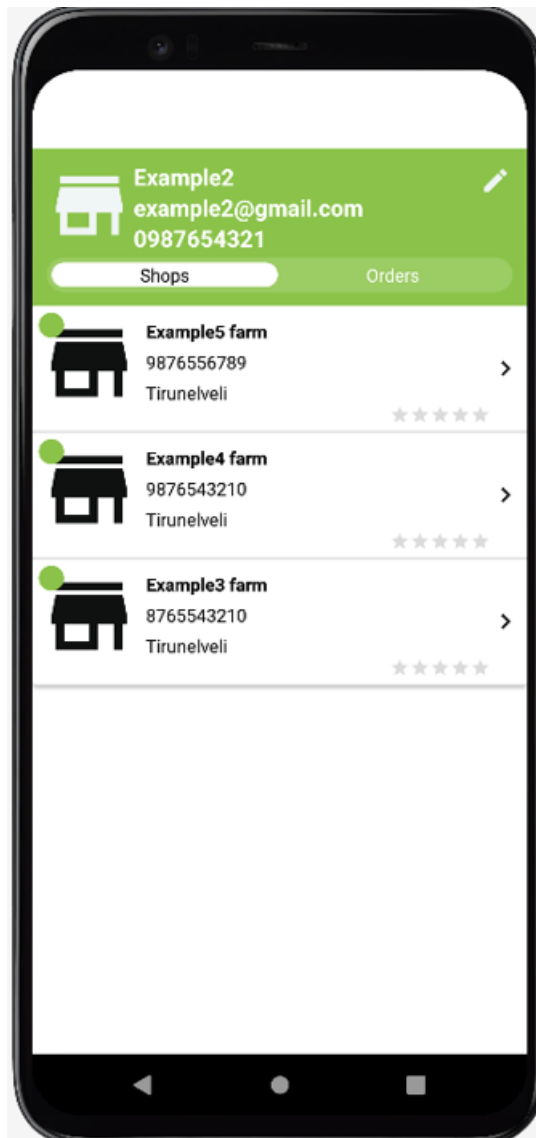 Example2
example2@gmail.com
0987654321
Shops Orders
Example5 farm
9876556789
Tirunelveli
Example4 farm
9876543210
Tirunelveli
Example3 farm
8765543210
Tirunelveli